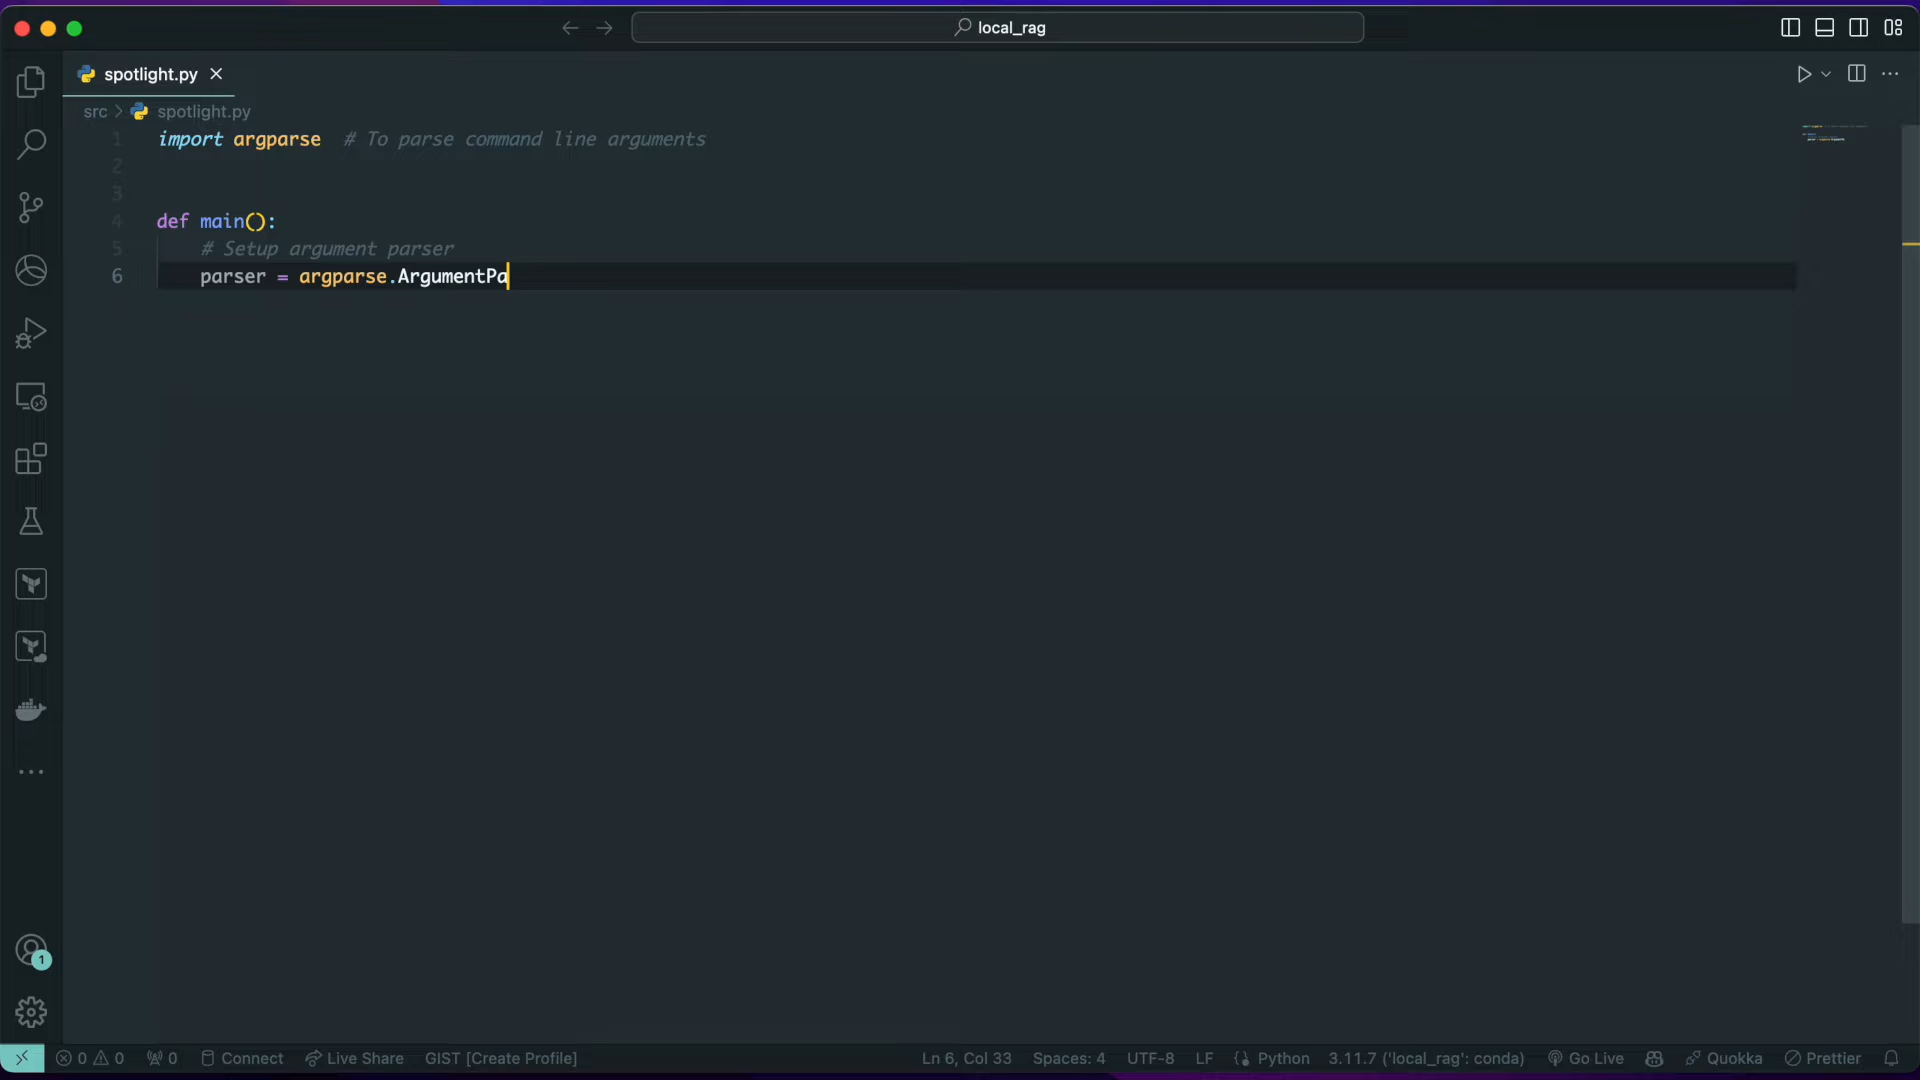 local_rag
spotlight.py
src > spotlight.py
1 import argparse # To parse command line arguments
2
3
4 def main():
5 # Setup argument parser
6 parser = argparse.ArgumentPa
1
0 0 0 Connect Live Share GIST [Create Profile] Ln 6, Col 33 Spaces: 4 UTF-8 LF Python 3.11.7 ('local_rag': conda) Go Live Quokka Prettier